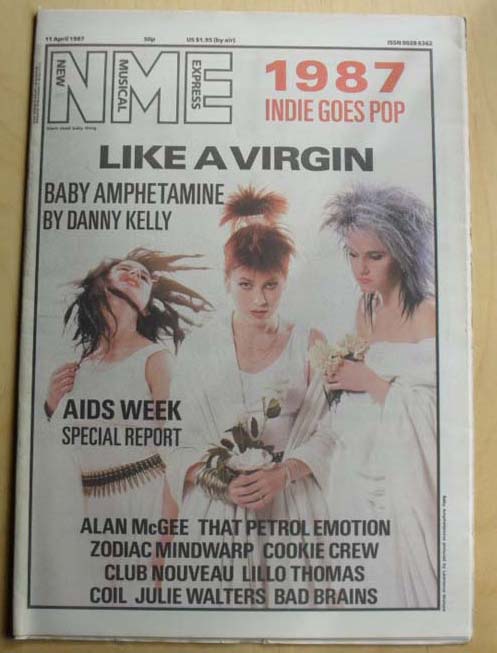 11 April 1987 50p US $1.95 (by air) ISSN 0028 6362
NEW MUSICAL EXPRESS
NME
1987
INDIE GOES POP
LIKE A VIRGIN
BABY AMPHETAMINE
BY DANNY KELLY
AIDS WEEK
SPECIAL REPORT
ALAN McGEE THAT PETROL EMOTION
ZODIAC MINDWARP COOKIE CREW
CLUB NOUVEAU LILLO THOMAS
COIL JULIE WALTERS BAD BRAINS